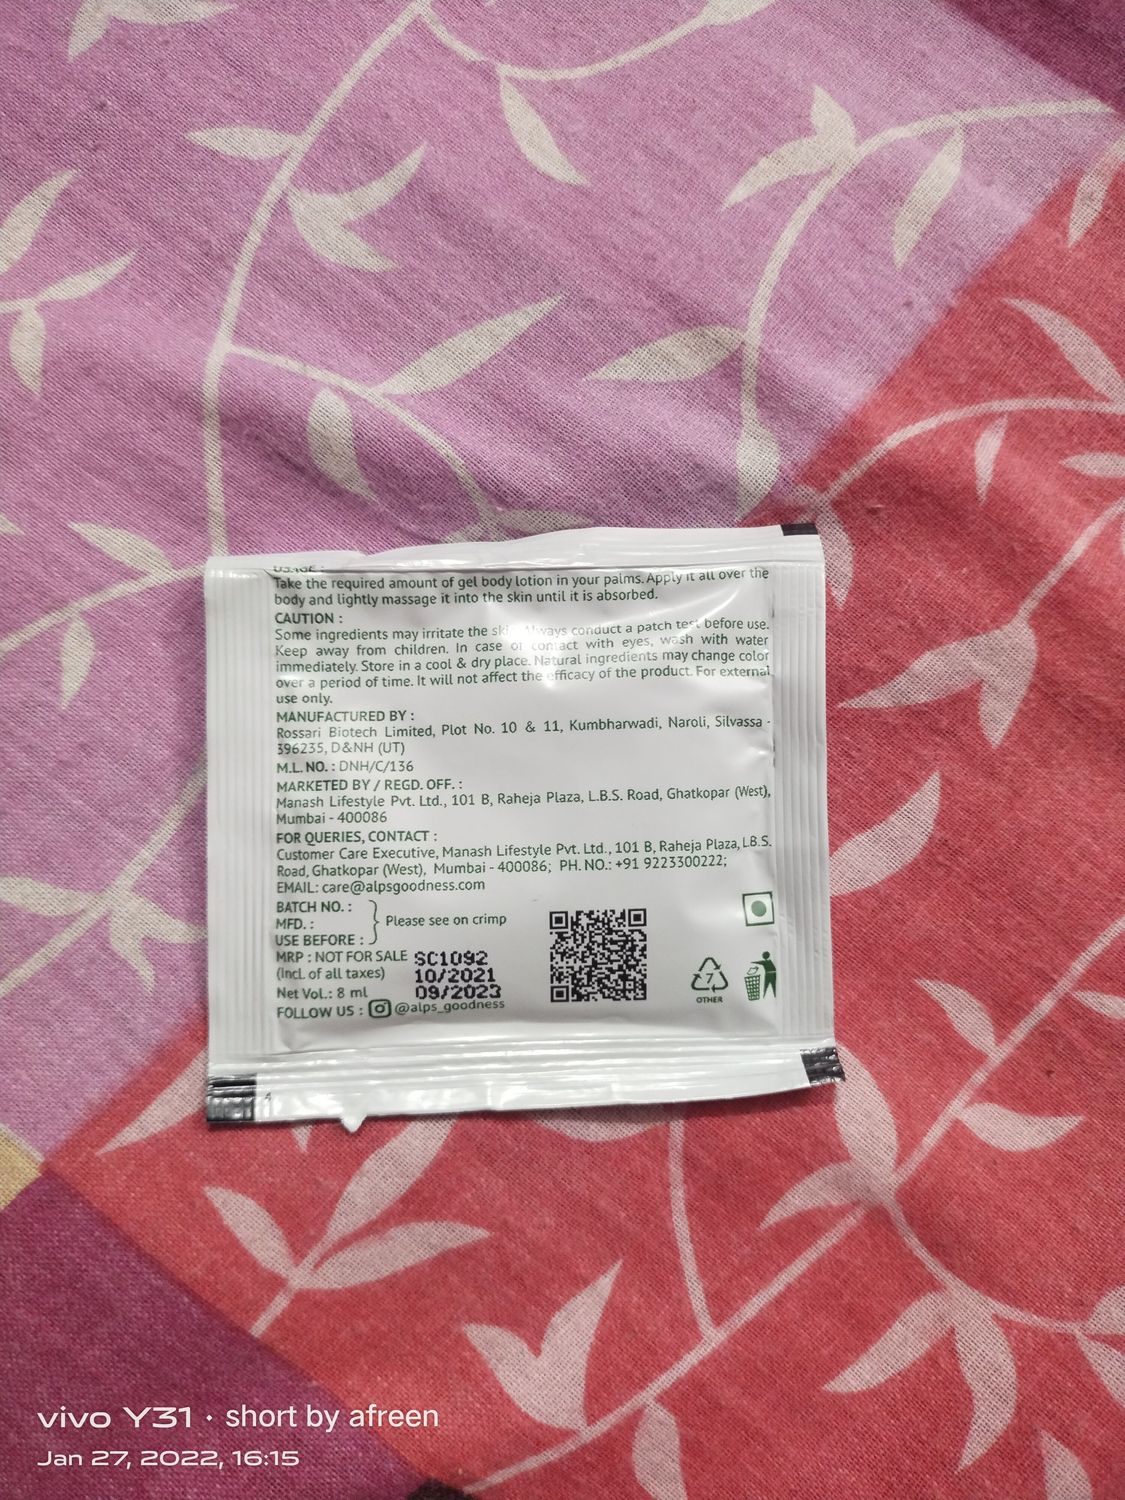 USAGE :
Take the required amount of gel body lotion in your palms. Apply it all over the
body and lightly massage it into the skin until it is absorbed.
CAUTION :
Some ingredients may irritate the skin. Always conduct a patch test before use.
Keep away from children. In case of contact with eyes, wash with water
immediately. Store in a cool & dry place. Natural ingredients may change color
over a period of time. It will not affect the efficacy of the product. For external
use only.
MANUFACTURED BY :
Rossari Biotech Limited, Plot No. 10 & 11, Kumbharwadi, Naroli, Silvassa -
396235, D&NH (UT)
M.L. NO. : DNH/C/136
MARKETED BY / REGD. OFF. :
Manash Lifestyle Pvt. Ltd., 101 B, Raheja Plaza, L.B.S. Road, Ghatkopar (West),
Mumbai - 400086
FOR QUERIES, CONTACT :
Customer Care Executive, Manash Lifestyle Pvt. Ltd., 101 B, Raheja Plaza, L.B.S.
Road, Ghatkopar (West), Mumbai - 400086; PH. NO.: +91 9223300222;
EMAIL: care@alpsgoodness.com
BATCH NO. :
MFD. :
USE BEFORE :
Please see on crimp
MRP : NOT FOR SALE
(Incl. of all taxes)
Net Vol.: 8 ml
SC1092
10/2021
09/2023
FOLLOW US : @alps_goodness
7
OTHER
vivo Y31 · short by afreen
Jan 27, 2022, 16:15